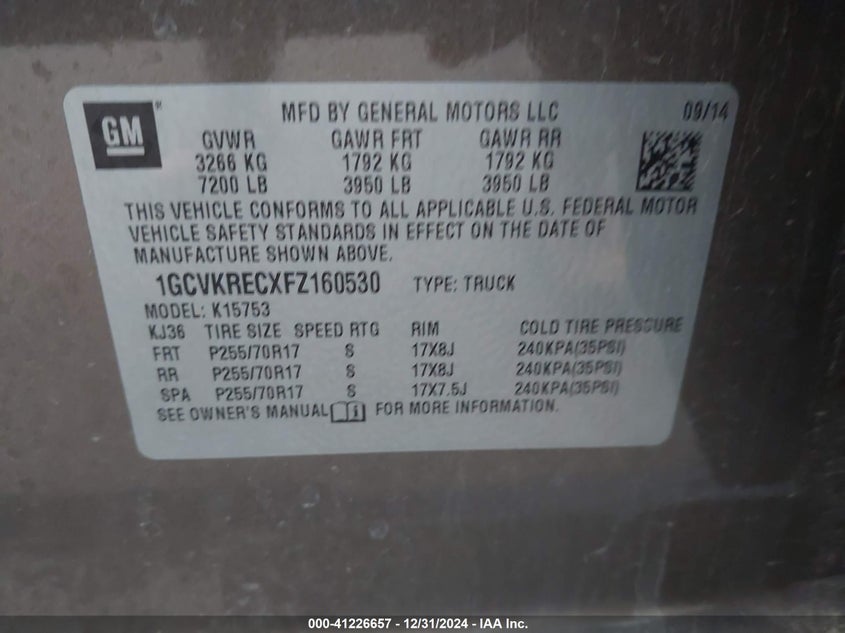 GM®
MFD BY GENERAL MOTORS LLC 09/14
GVWR GAWR FRT GAWR RR
3266 KG 1792 KG 1792 KG
7200 LB 3950 LB 3950 LB
THIS VEHICLE CONFORMS TO ALL APPLICABLE U.S. FEDERAL MOTOR
VEHICLE SAFETY STANDARDS IN EFFECT ON THE DATE OF
MANUFACTURE SHOWN ABOVE.
1GCVKRECXFZ160530 TYPE: TRUCK
MODEL: K15753
KJ36 TIRE SIZE SPEED RTG RIM COLD TIRE PRESSURE
FRT P255/70R17 S 17X8J 240KPA(35PSI)
RR P255/70R17 S 17X8J 240KPA(35PSI)
SPA P255/70R17 S 17X7.5J 240KPA(35PSI)
SEE OWNER'S MANUAL FOR MORE INFORMATION.
000-41226657 - 12/31/2024 - IAA Inc.